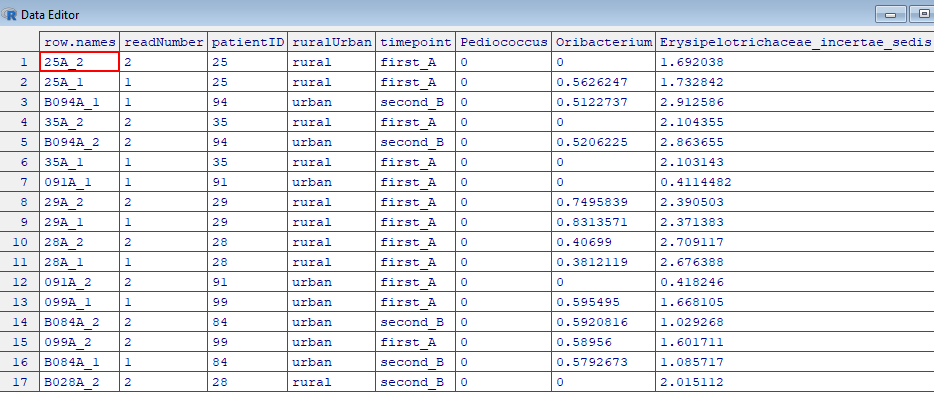 R Data Editor
row.names readNumber patientID ruralUrban timepoint Pediococcus Oribacterium Erysipelotrichaceae_incertae_sedis
1 25A_2 2 25 rural first_A 0 0 1.692038
2 25A_1 1 25 rural first_A 0 0.5626247 1.732842
3 B094A_1 1 94 urban second_B 0 0.5122737 2.912586
4 35A_2 2 35 rural first_A 0 0 2.104355
5 B094A_2 2 94 urban second_B 0 0.5206225 2.863655
6 35A_1 1 35 rural first_A 0 0 2.103143
7 091A_1 1 91 urban first_A 0 0 0.4114482
8 29A_2 2 29 rural first_A 0 0.7495839 2.390503
9 29A_1 1 29 rural first_A 0 0.8313571 2.371383
10 28A_2 2 28 rural first_A 0 0.40699 2.709117
11 28A_1 1 28 rural first_A 0 0.3812119 2.676388
12 091A_2 2 91 urban first_A 0 0 0.418246
13 099A_1 1 99 urban first_A 0 0.595495 1.668105
14 B084A_2 2 84 urban second_B 0 0.5920816 1.029268
15 099A_2 2 99 urban first_A 0 0.58956 1.601711
16 B084A_1 1 84 urban second_B 0 0.5792673 1.085717
17 B028A_2 2 28 rural second_B 0 0 2.015112